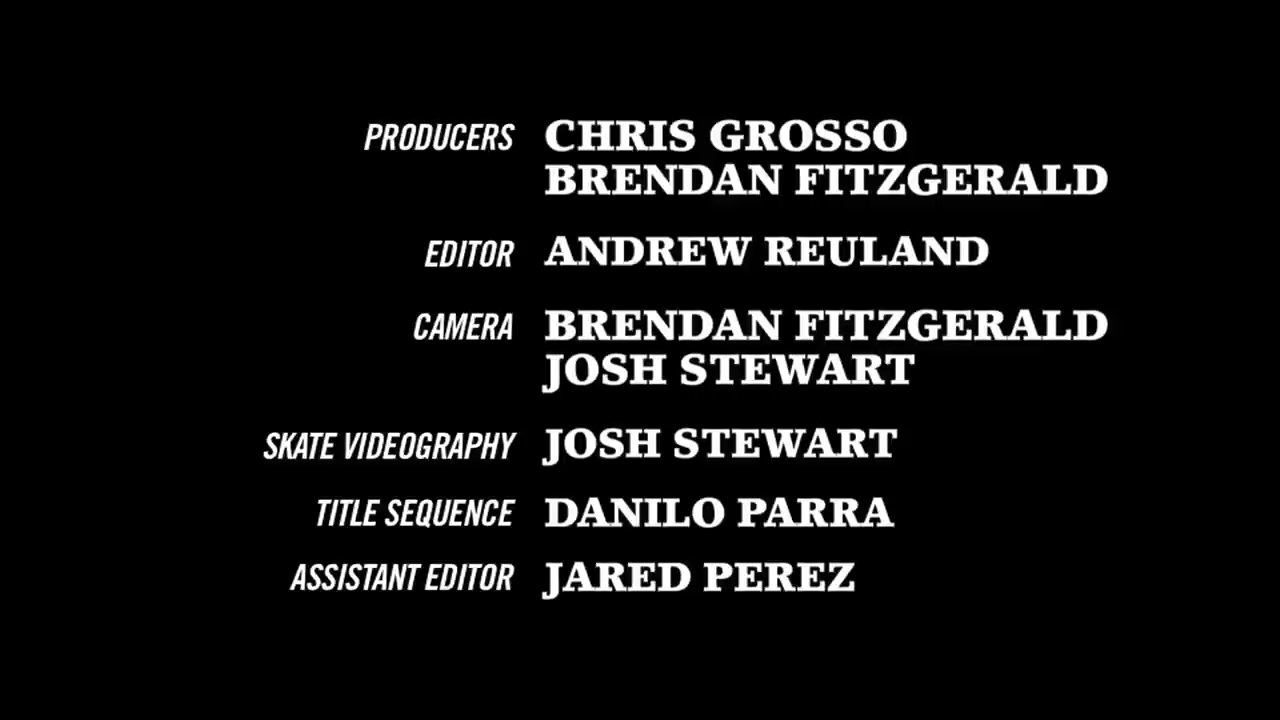 PRODUCERS CHRIS GROSSO
BRENDAN FITZGERALD
EDITOR ANDREW REULAND
CAMERA BRENDAN FITZGERALD
JOSH STEWART
SKATE VIDEOGRAPHY JOSH STEWART
TITLE SEQUENCE DANILO PARRA
ASSISTANT EDITOR JARED PEREZ